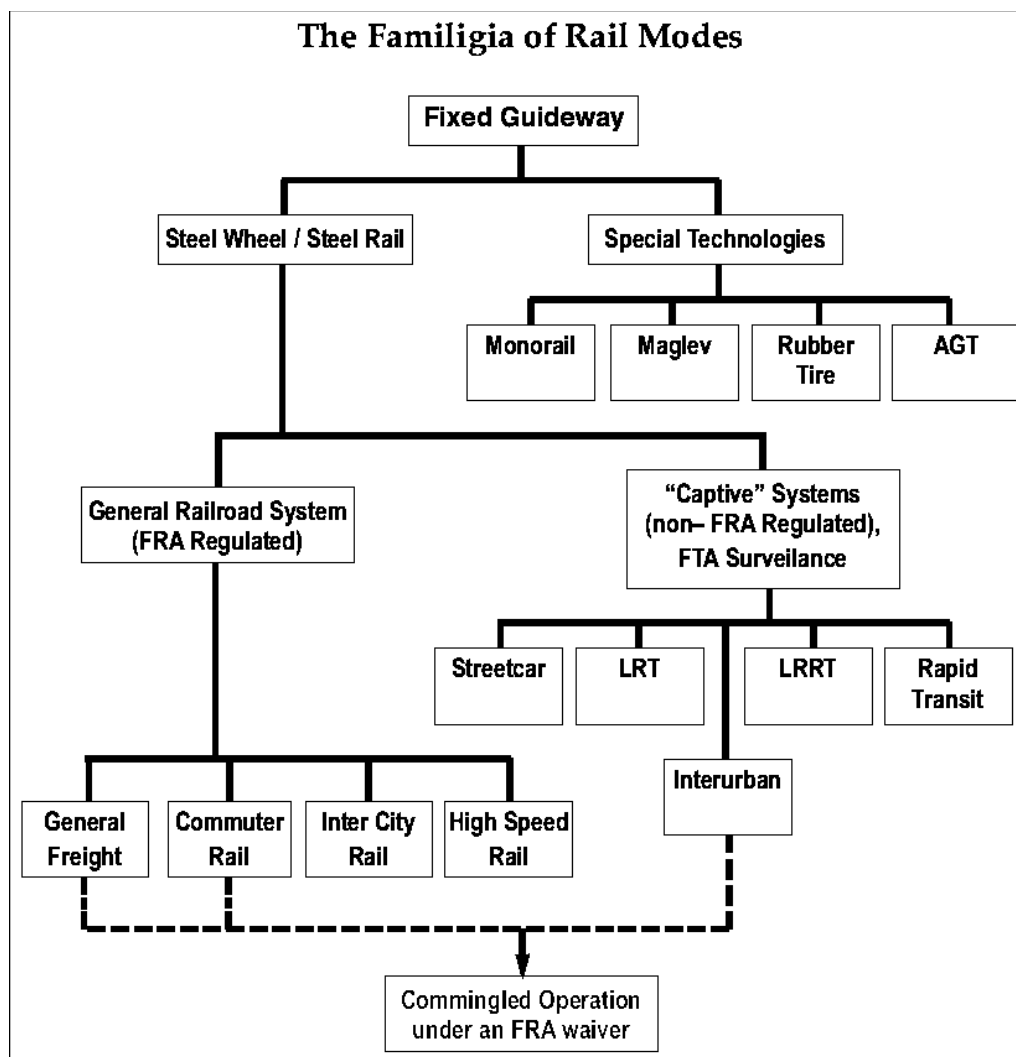 The Familigia of Rail Modes
Fixed Guideway
Steel Wheel / Steel Rail
Special Technologies
Monorail
Maglev
Rubber
Tire
AGT
General Railroad System
(FRA Regulated)
“Captive” Systems
(non– FRA Regulated),
FTA Surveilance
Streetcar
LRT
LRRT
Rapid
Transit
Interurban
General
Freight
Commuter
Rail
Inter City
Rail
High Speed
Rail
Commingled Operation
under an FRA waiver